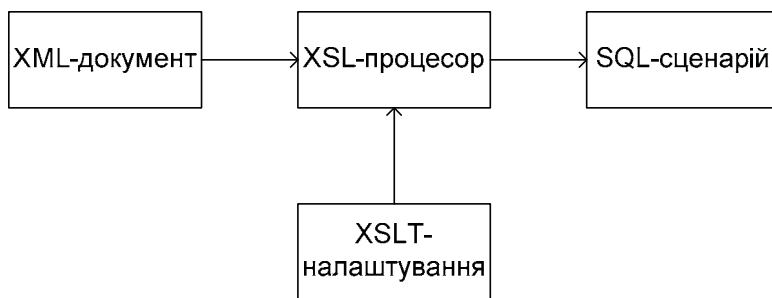 XML-документ
XSL-процесор
SQL-сценарій
XSLT-
налаштування